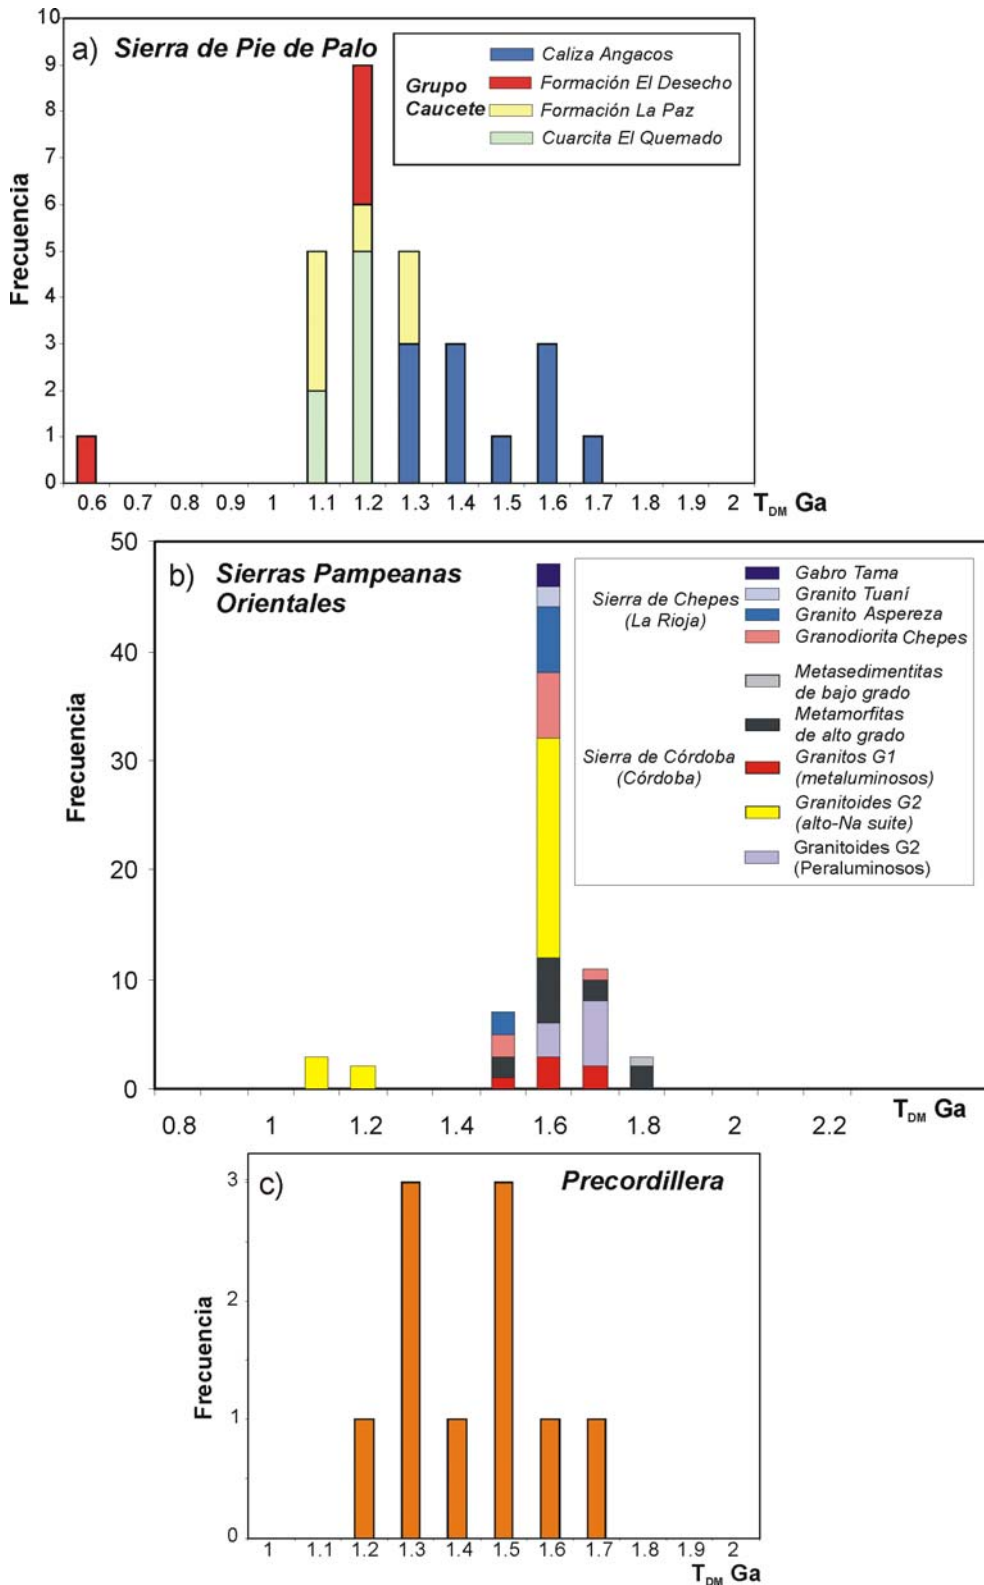 a) Sierra de Pie de Palo
Grupo
Caucete
Caliza Angacos
Formación El Desecho
Formación La Paz
Cuarcita El Quemado
Frecuencia
10
9
8
7
6
5
4
3
2
1
0
0.6 0.7 0.8 0.9 1 1.1 1.2 1.3 1.4 1.5 1.6 1.7 1.8 1.9 2 TDM Ga
b) Sierras Pampeanas
Orientales
Sierra de Chepes
(La Rioja)
Gabro Tama
Granito Tuaní
Granito Aspereza
Granodiorita Chepes
Sierra de Córdoba
(Córdoba)
Metasedimentitas
de bajo grado
Metamorfitas
de alto grado
Granitos G1
(metaluminosos)
Granitoides G2
(alto-Na suite)
Granitoides G2
(Peraluminosos)
Frecuencia
50
40
30
20
10
0
0.8 1 1.2 1.4 1.6 1.8 2 2.2
TDM Ga
c) Precordillera
Frecuencia
3
2
1
0
1 1.1 1.2 1.3 1.4 1.5 1.6 1.7 1.8 1.9 2
TDM Ga